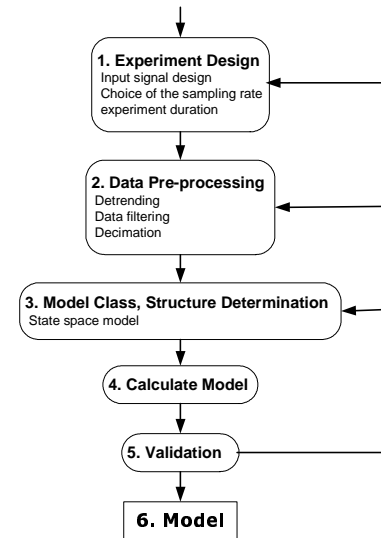 1. Experiment Design
Input signal design
Choice of the sampling rate
experiment duration
2. Data Pre-processing
Detrending
Data filtering
Decimation
3. Model Class, Structure Determination
State space model
4. Calculate Model
5. Validation
6. Model